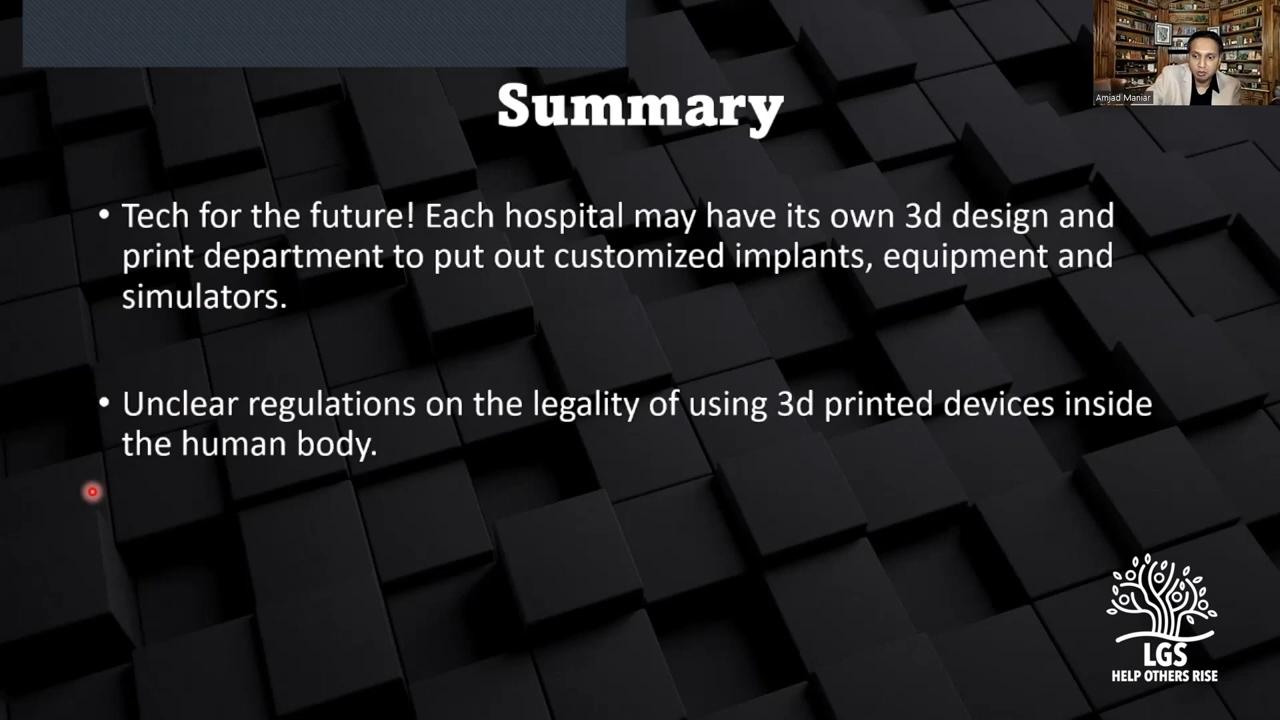 Amjad Maniar
Summary
• Tech for the future! Each hospital may have its own 3d design and
print department to put out customized implants, equipment and
simulators.
• Unclear regulations on the legality of using 3d printed devices inside
the human body.
LGS
HELP OTHERS RISE